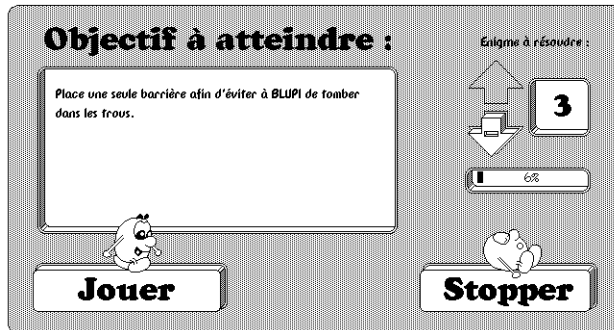 Objectif à atteindre :
Enigme à résoudre :
Place une seule barrière afin d'éviter à BLUPI de tomber
dans les trous.
3
6%
Jouer
Stopper